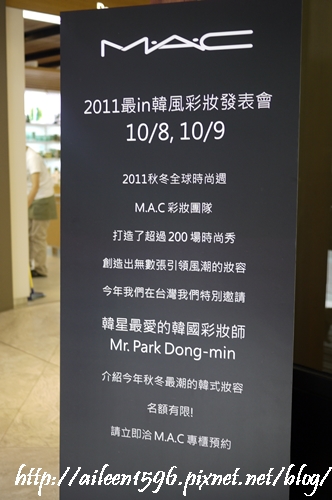 M·A·C
2011最in韓風彩妝發表會
10/8, 10/9
2011秋冬全球時尚週
M.A.C 彩妝團隊
打造了超過 200 場時尚秀
創造出無數張引領風潮的妝容
今年我們在台灣我們特別邀請
韓星最愛的韓國彩妝師
Mr. Park Dong-min
介紹今年秋冬最潮的韓式妝容
名額有限!
請立即洽 M.A.C 專櫃預約
http://aileen1596.pixnet.net/blog/